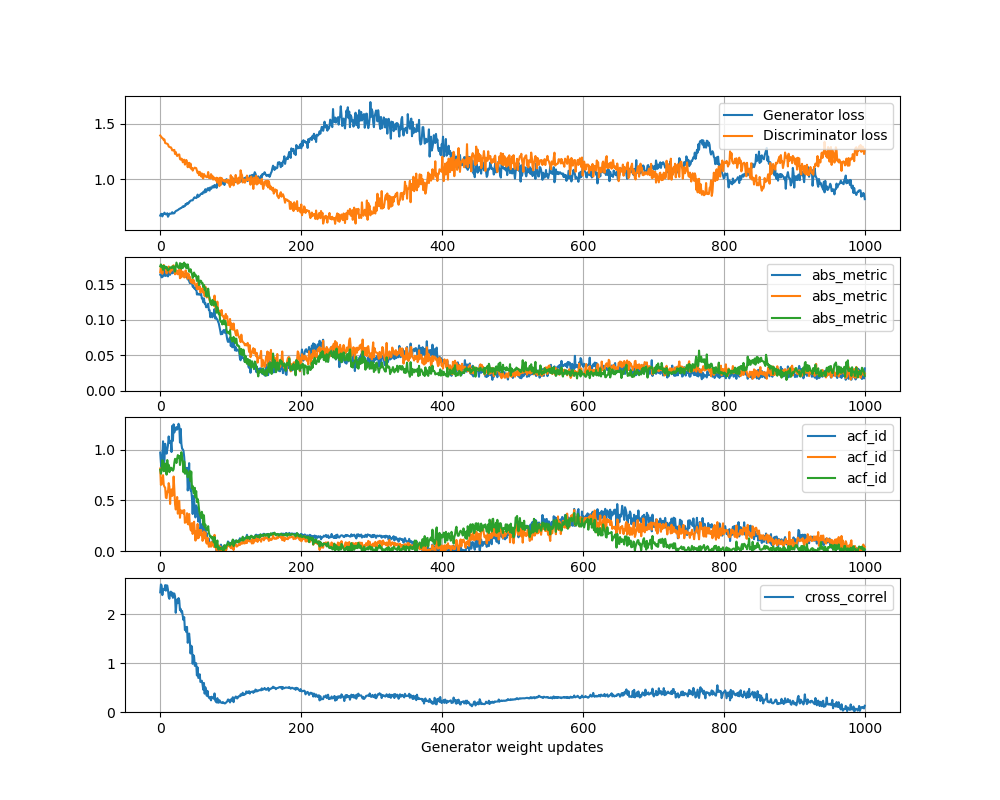 1.5
1.0
Generator loss
Discriminator loss
0 200 400 600 800 1000
0.15
0.10
0.05
0.00
abs_metric
abs_metric
abs_metric
0 200 400 600 800 1000
1.0
0.5
0.0
acf_id
acf_id
acf_id
0 200 400 600 800 1000
2
1
0
cross_correl
0 200 400 600 800 1000
Generator weight updates